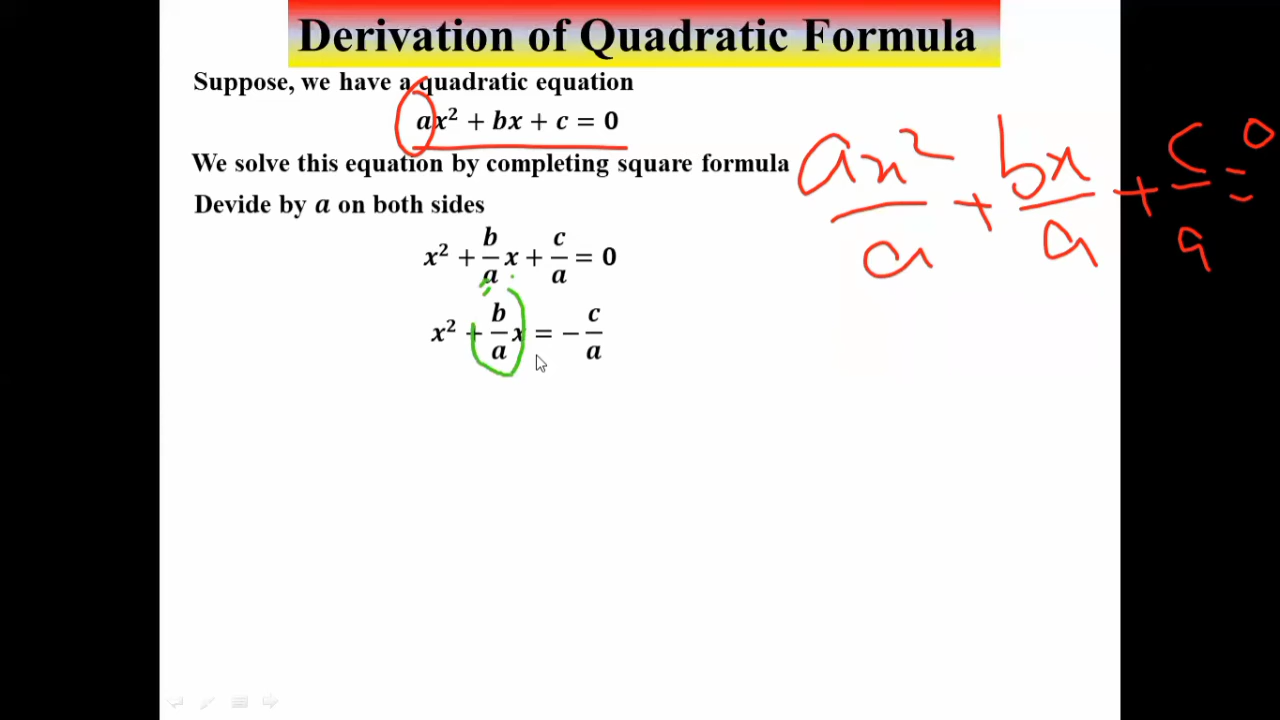 Derivation of Quadratic Formula
Suppose, we have a quadratic equation
ax² + bx + c = 0
We solve this equation by completing square formula
Devide by a on both sides
x² + b/a x + c/a = 0
x² + b/a x = − c/a
ax²/a + bx/a + c/a = 0